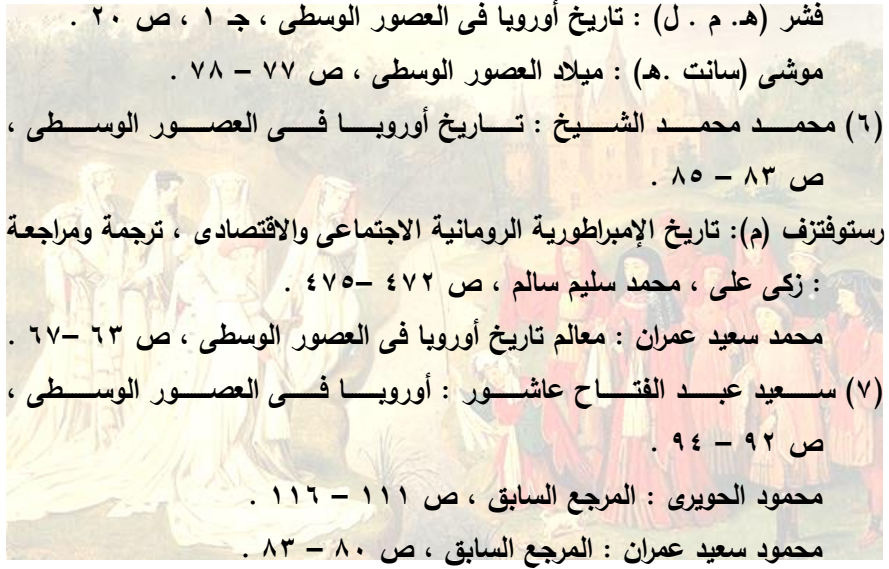 فشر (هـ. م . ل) : تاريخ أوروبا فى العصور الوسطى ، جـ ١ ، ص ٢٠ .
موشى (سانت .هـ) : ميلاد العصور الوسطى ، ص ٧٧ – ٧٨ .
(٦) محمد محمد الشيخ : تاريخ أوروبا فى العصور الوسطى ،
ص ٨٣ – ٨٥ .
رستوفتزف (م): تاريخ الإمبراطورية الرومانية الاجتماعى والاقتصادى ، ترجمة ومراجعة
: زكى على ، محمد سليم سالم ، ص ٤٧٢ –٤٧٥ .
محمد سعيد عمران : معالم تاريخ أوروبا فى العصور الوسطى ، ص ٦٣ –٦٧ .
(٧) سعيد عبد الفتاح عاشور : أوروبا فى العصور الوسطى ،
ص ٩٢ – ٩٤ .
محمود الحويرى : المرجع السابق ، ص ١١١ – ١١٦ .
محمود سعيد عمران : المرجع السابق ، ص ٨٠ – ٨٣ .